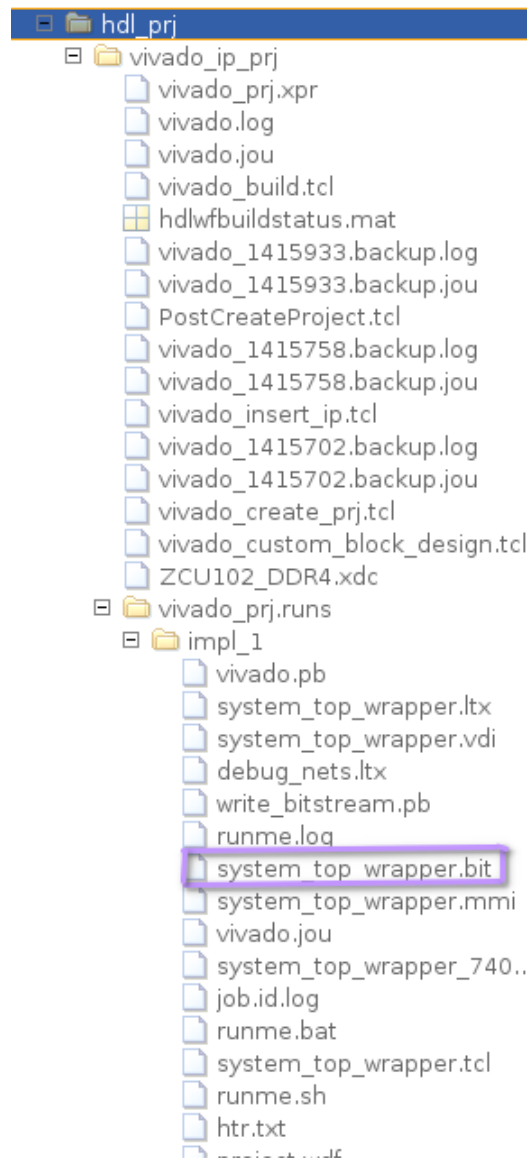 hdl_prj
vivado_ip_prj
vivado_prj.xpr
vivado.log
vivado.jou
vivado_build.tcl
hdlwfbuildstatus.mat
vivado_1415933.backup.log
vivado_1415933.backup.jou
PostCreateProject.tcl
vivado_1415758.backup.log
vivado_1415758.backup.jou
vivado_insert_ip.tcl
vivado_1415702.backup.log
vivado_1415702.backup.jou
vivado_create_prj.tcl
vivado_custom_block_design.tcl
ZCU102_DDR4.xdc
vivado_prj.runs
impl_1
vivado.pb
system_top_wrapper.ltx
system_top_wrapper.vdi
debug_nets.ltx
write_bitstream.pb
runme.log
system_top_wrapper.bit
system_top_wrapper.mmi
vivado.jou
system_top_wrapper_740..
job.id.log
runme.bat
system_top_wrapper.tcl
runme.sh
htr.txt
project.wdf